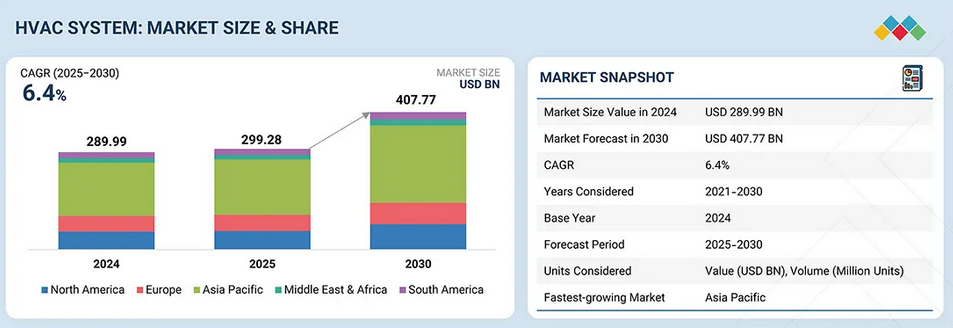 HVAC SYSTEM: MARKET SIZE & SHARE
CAGR (2025-2030)
6.4%
MARKET SIZE
USD BN
289.99
299.28
407.77
2024
2025
2030
North America
Europe
Asia Pacific
Middle East & Africa
South America
MARKET SNAPSHOT
Market Size Value in 2024 USD 289.99 BN
Market Forecast in 2030 USD 407.77 BN
CAGR 6.4%
Years Considered 2021-2030
Base Year 2024
Forecast Period 2025-2030
Units Considered Value (USD BN), Volume (Million Units)
Fastest-growing Market Asia Pacific